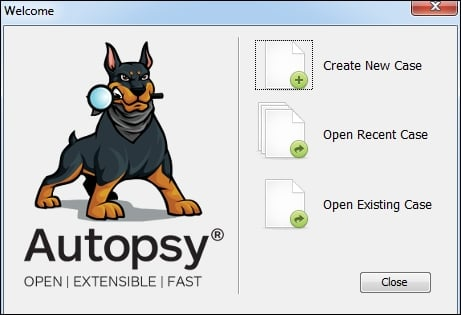 Welcome
Create New Case
Open Recent Case
Open Existing Case
Autopsy®
OPEN | EXTENSIBLE | FAST
Close